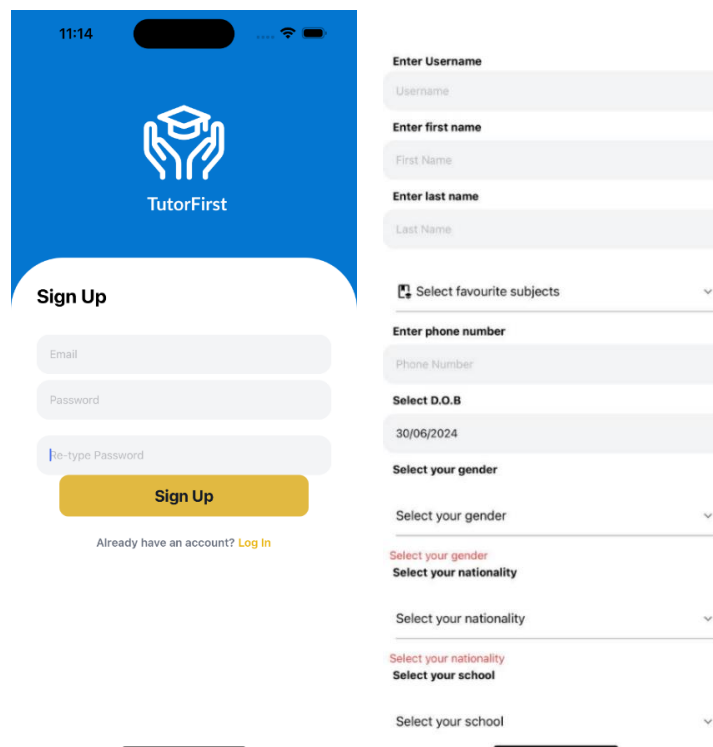 11:14
TutorFirst
Sign Up
Email
Password
Re-type Password
Sign Up
Already have an account? Log In
Enter Username
Username
Enter first name
First Name
Enter last name
Last Name
Select favourite subjects
Enter phone number
Phone Number
Select D.O.B
30/06/2024
Select your gender
Select your gender
Select your gender
Select your nationality
Select your nationality
Select your nationality
Select your school
Select your school